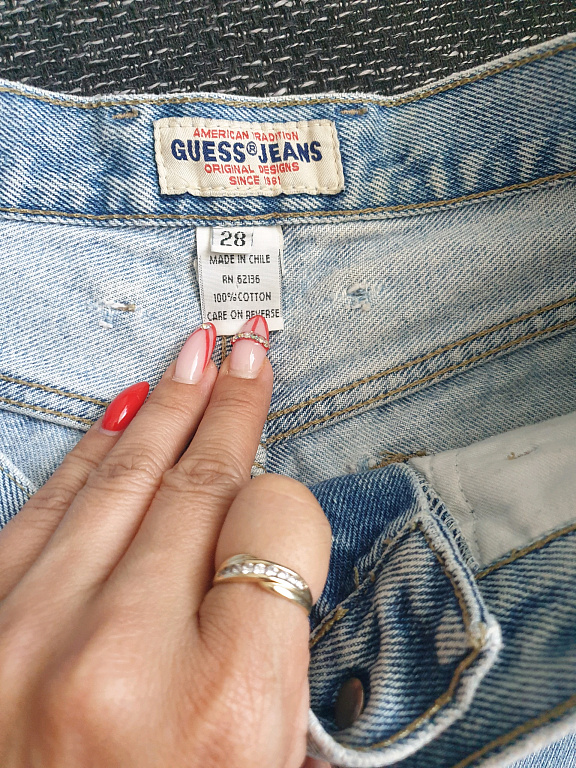 AMERICAN TRADITION
GUESS®JEANS
ORIGINAL DESIGNS
SINCE 1981
28
MADE IN CHILE
RN 62136
100% COTTON
CARE ON REVERSE